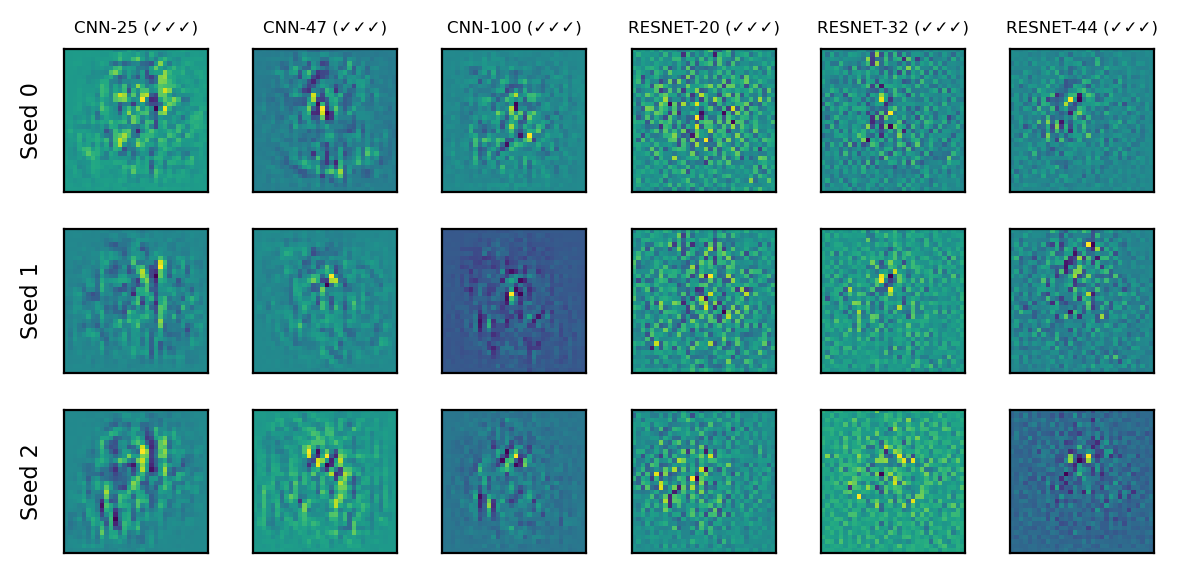 CNN-25 (✓✓✓) CNN-47 (✓✓✓) CNN-100 (✓✓✓) RESNET-20 (✓✓✓) RESNET-32 (✓✓✓) RESNET-44 (✓✓✓)
Seed 0
Seed 1
Seed 2